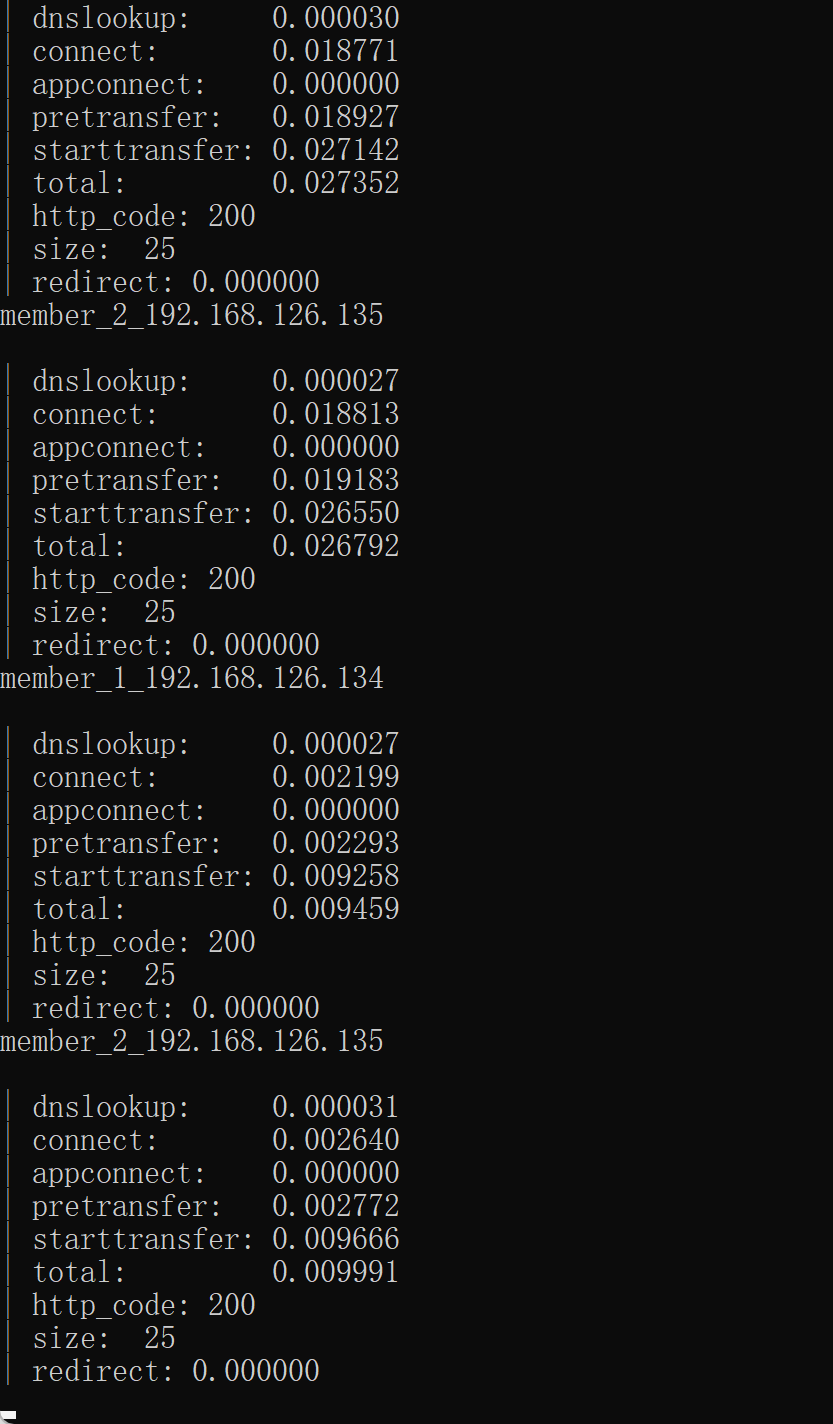 | dnslookup:     0.000030
| connect:       0.018771
| appconnect:    0.000000
| pretransfer:   0.018927
| starttransfer: 0.027142
| total:         0.027352
| http_code: 200
| size:  25
| redirect: 0.000000
member_2_192.168.126.135
| dnslookup:     0.000027
| connect:       0.018813
| appconnect:    0.000000
| pretransfer:   0.019183
| starttransfer: 0.026550
| total:         0.026792
| http_code: 200
| size:  25
| redirect: 0.000000
member_1_192.168.126.134
| dnslookup:     0.000027
| connect:       0.002199
| appconnect:    0.000000
| pretransfer:   0.002293
| starttransfer: 0.009258
| total:         0.009459
| http_code: 200
| size:  25
| redirect: 0.000000
member_2_192.168.126.135
| dnslookup:     0.000031
| connect:       0.002640
| appconnect:    0.000000
| pretransfer:   0.002772
| starttransfer: 0.009666
| total:         0.009991
| http_code: 200
| size:  25
| redirect: 0.000000